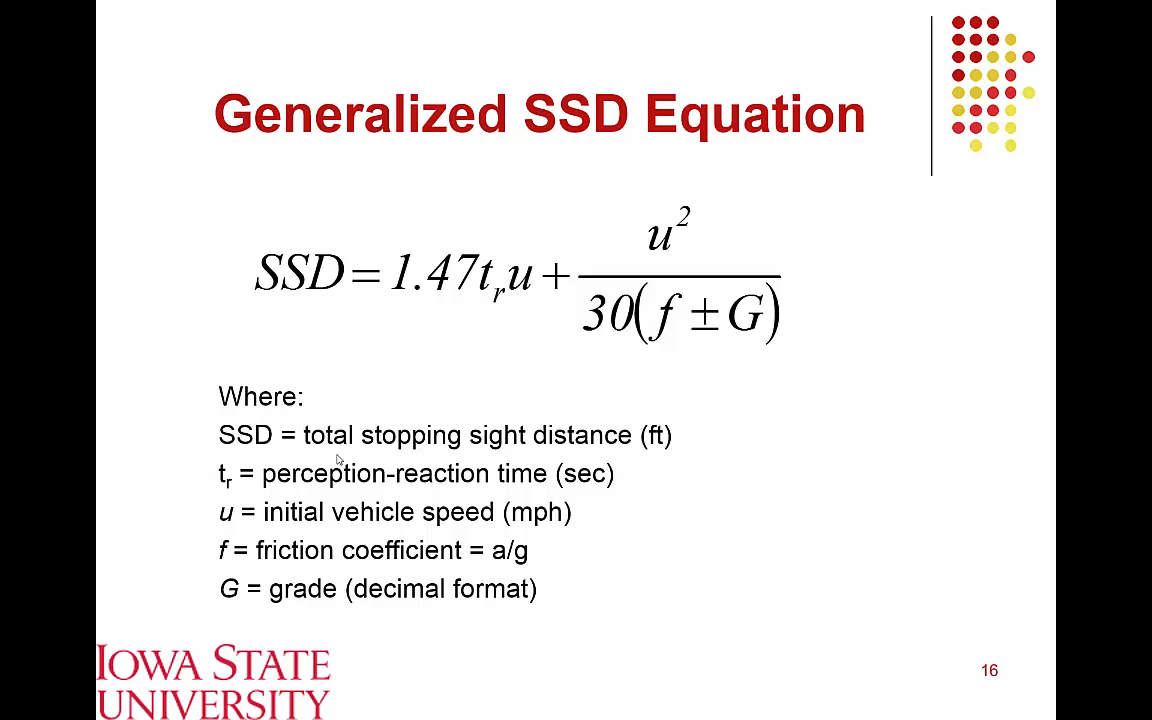 Generalized SSD Equation
SSD = 1.47t_r u + u² / 30(f ± G)
Where:
SSD = total stopping sight distance (ft)
t_r = perception-reaction time (sec)
u = initial vehicle speed (mph)
f = friction coefficient = a/g
G = grade (decimal format)
IOWA STATE
UNIVERSITY
16